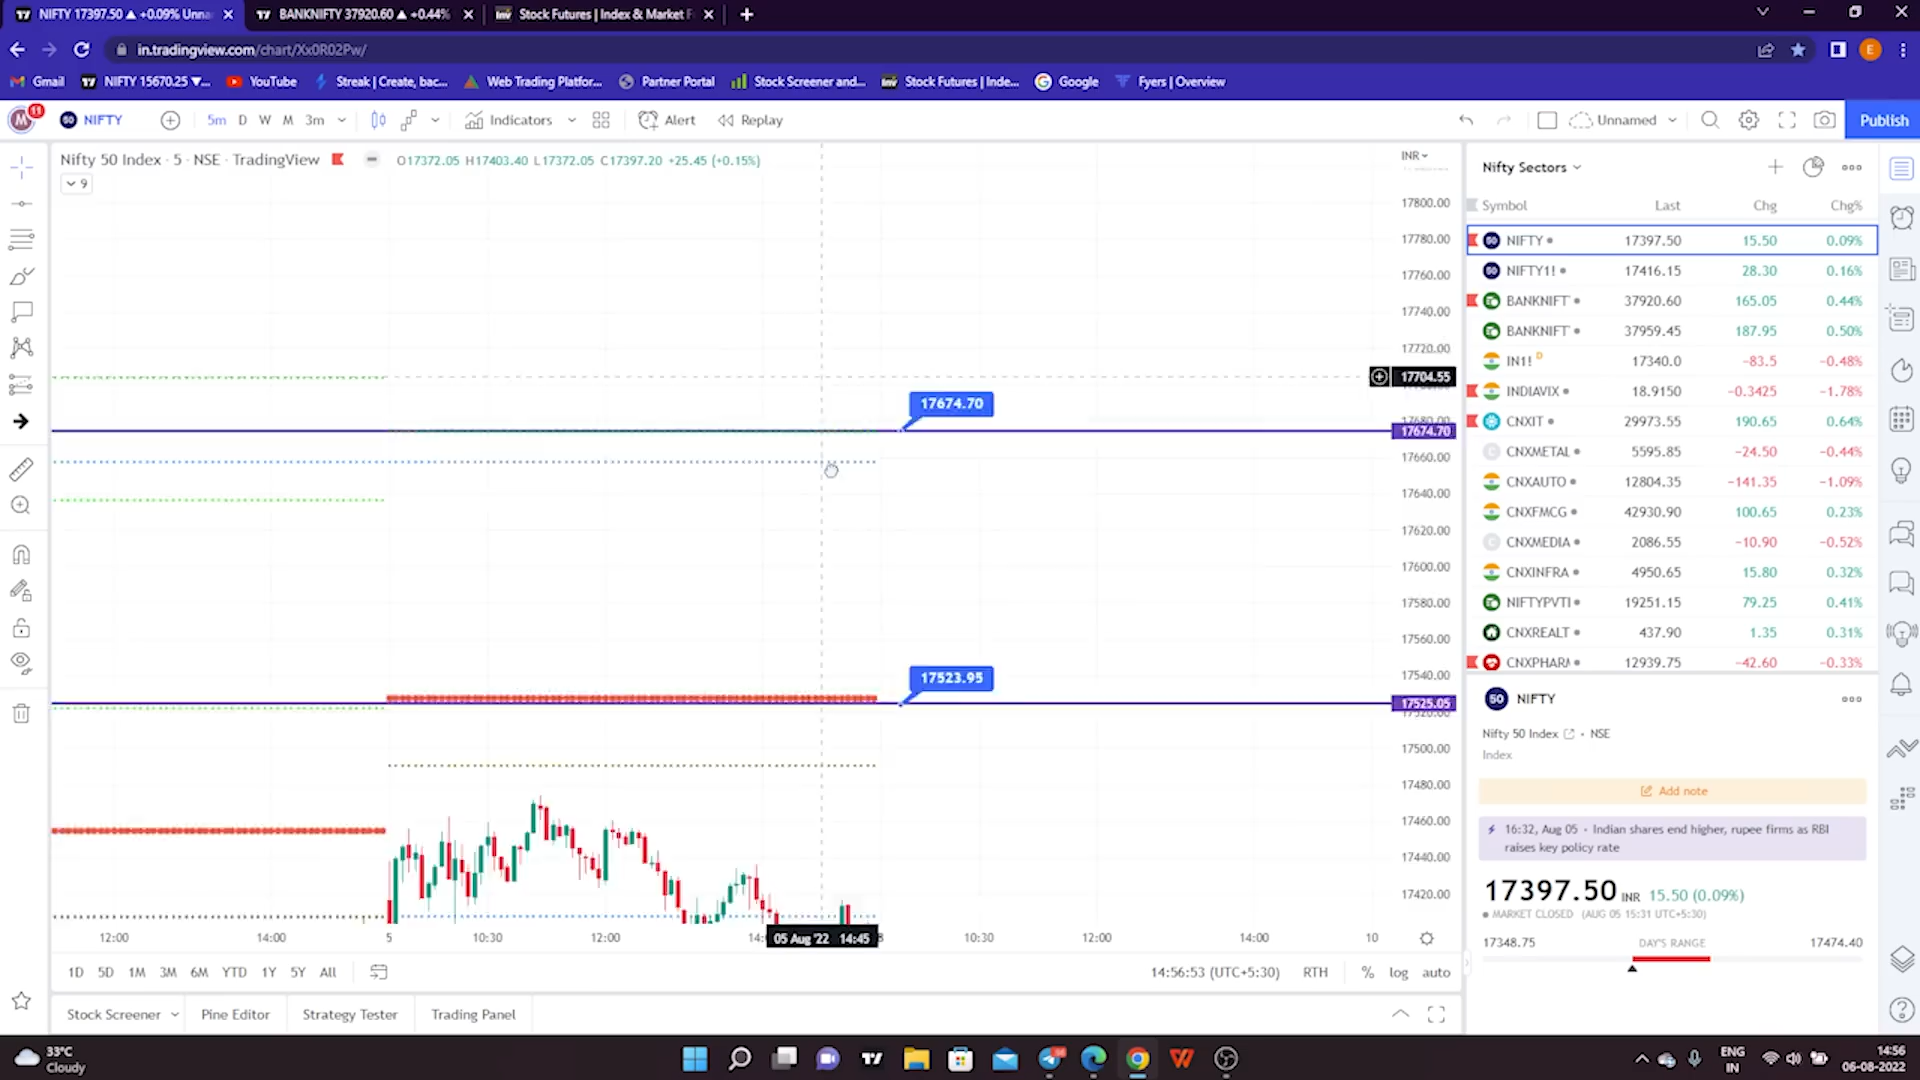 NIFTY 17397.50 ▲ +0.09% Unna
BANKNIFTY 37920.60 ▲ +0.44%
Inv Stock Futures | Index & Market F
in.tradingview.com/chart/Xx0R02Pw/
E
Gmail
NIFTY 15670.25 ▼...
YouTube
Streak | Create, bac...
Web Trading Platfor...
Partner Portal
Stock Screener and...
Inv Stock Futures | Inde...
Google
Fyers | Overview
M 11
50 NIFTY
5m D W M 3m
Indicators
Alert
Replay
Unnamed
Publish
Nifty 50 Index · 5 · NSE · TradingView
O17372.05 H17403.40 L17372.05 C17397.20 +25.45 (+0.15%)
9
INR
17800.00
17780.00
17760.00
17740.00
17720.00
17704.55
17674.70
17674.70
17660.00
17640.00
17620.00
17600.00
17580.00
17560.00
17540.00
17523.95
17525.05
17500.00
17480.00
17460.00
17440.00
17420.00
12:00 14:00 5 10:30 12:00 05 Aug '22 14:45 8 10:30 12:00 14:00 10
1D 5D 1M 3M 6M YTD 1Y 5Y All
14:56:53 (UTC+5:30) RTH % log auto
Stock Screener
Pine Editor
Strategy Tester
Trading Panel
Nifty Sectors
Symbol Last Chg Chg%
50 NIFTY 17397.50 15.50 0.09%
50 NIFTY1! 17416.15 28.30 0.16%
BANKNIFT 37920.60 165.05 0.44%
BANKNIFT 37959.45 187.95 0.50%
IN1! D 17340.0 −83.5 −0.48%
INDIAVIX 18.9150 −0.3425 −1.78%
CNXIT 29973.55 190.65 0.64%
C CNXMETAL 5595.85 −24.50 −0.44%
CNXAUTO 12804.35 −141.35 −1.09%
CNXFMCG 42930.90 100.65 0.23%
C CNXMEDIA 2086.55 −10.90 −0.52%
CNXINFRA 4950.65 15.80 0.32%
NIFTYPVTI 19251.15 79.25 0.41%
CNXREALT 437.90 1.35 0.31%
CNXPHARM 12939.75 −42.60 −0.33%
50 NIFTY
Nifty 50 Index · NSE
Index
Add note
16:32, Aug 05 · Indian shares end higher, rupee firms as RBI
raises key policy rate
17397.50 INR 15.50 (0.09%)
MARKET CLOSED (AUG 05 15:31 UTC+5:30)
17348.75 DAY'S RANGE 17474.40
33°C
Cloudy
ENG
IN
14:56
06-08-2022